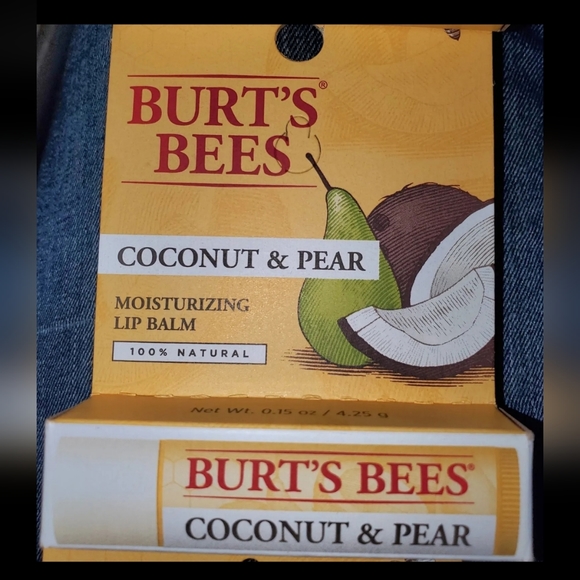 BURT'S®
BEES
COCONUT & PEAR
MOISTURIZING
LIP BALM
100% NATURAL
Net Wt. 0.15 oz / 4.25 g
BURT'S BEES®
COCONUT & PEAR